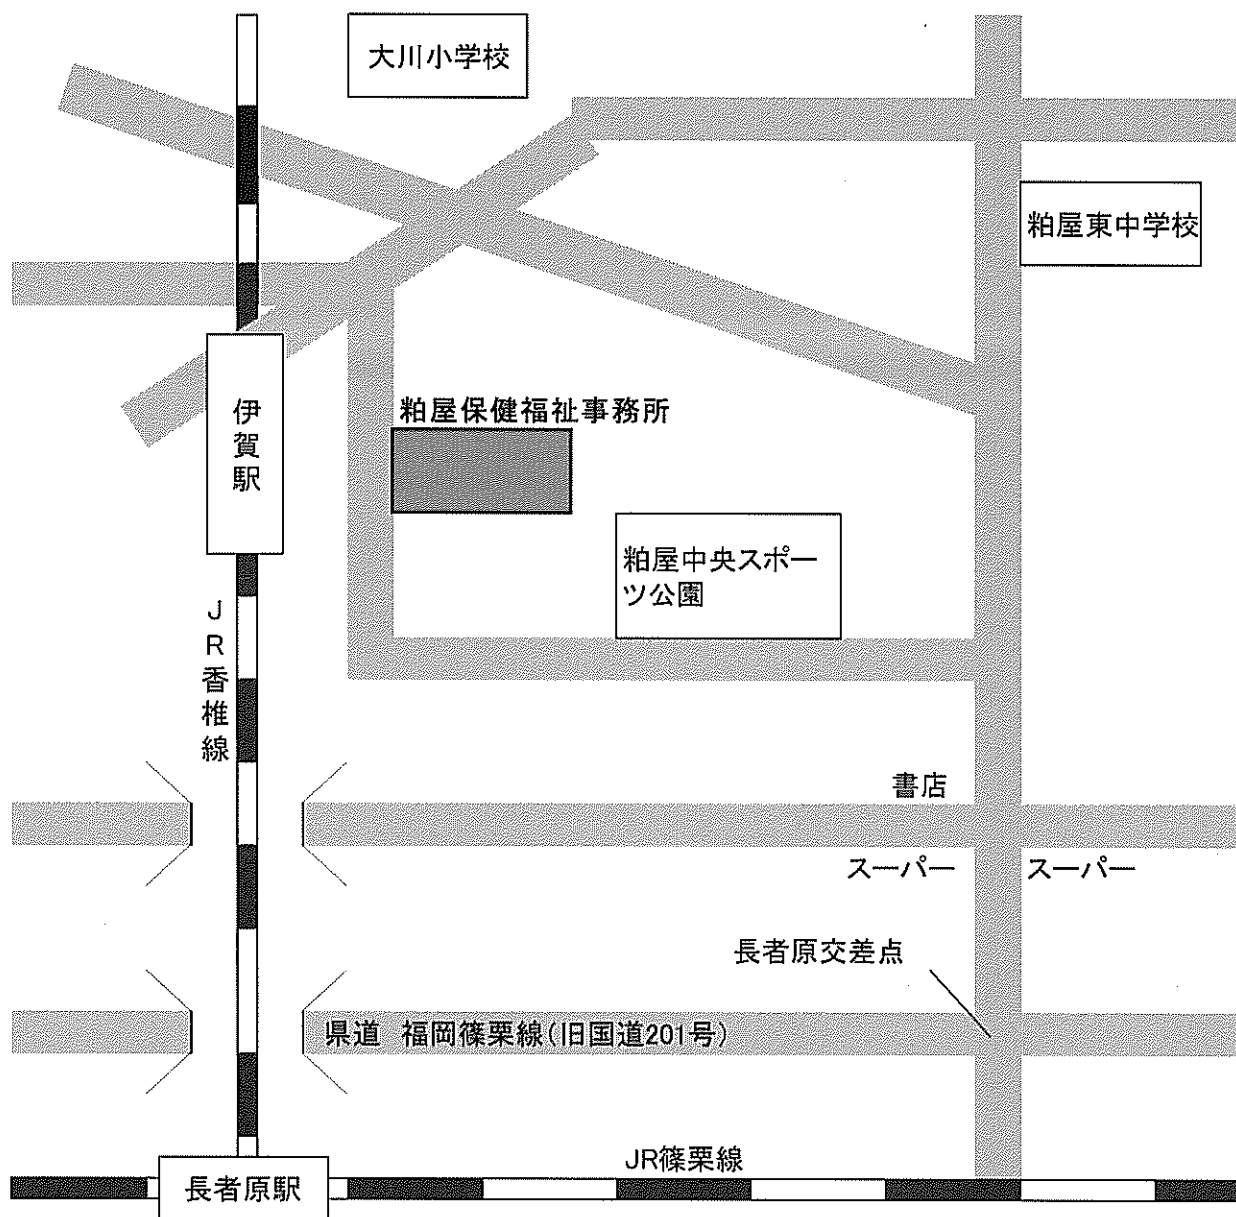 大川小学校
粕屋東中学校
粕屋保健福祉事務所
伊賀駅
粕屋中央スポー
ツ公園
JR香椎線
書店
スーパー
スーパー
長者原交差点
県道 福岡篠栗線(旧国道201号)
JR篠栗線
長者原駅